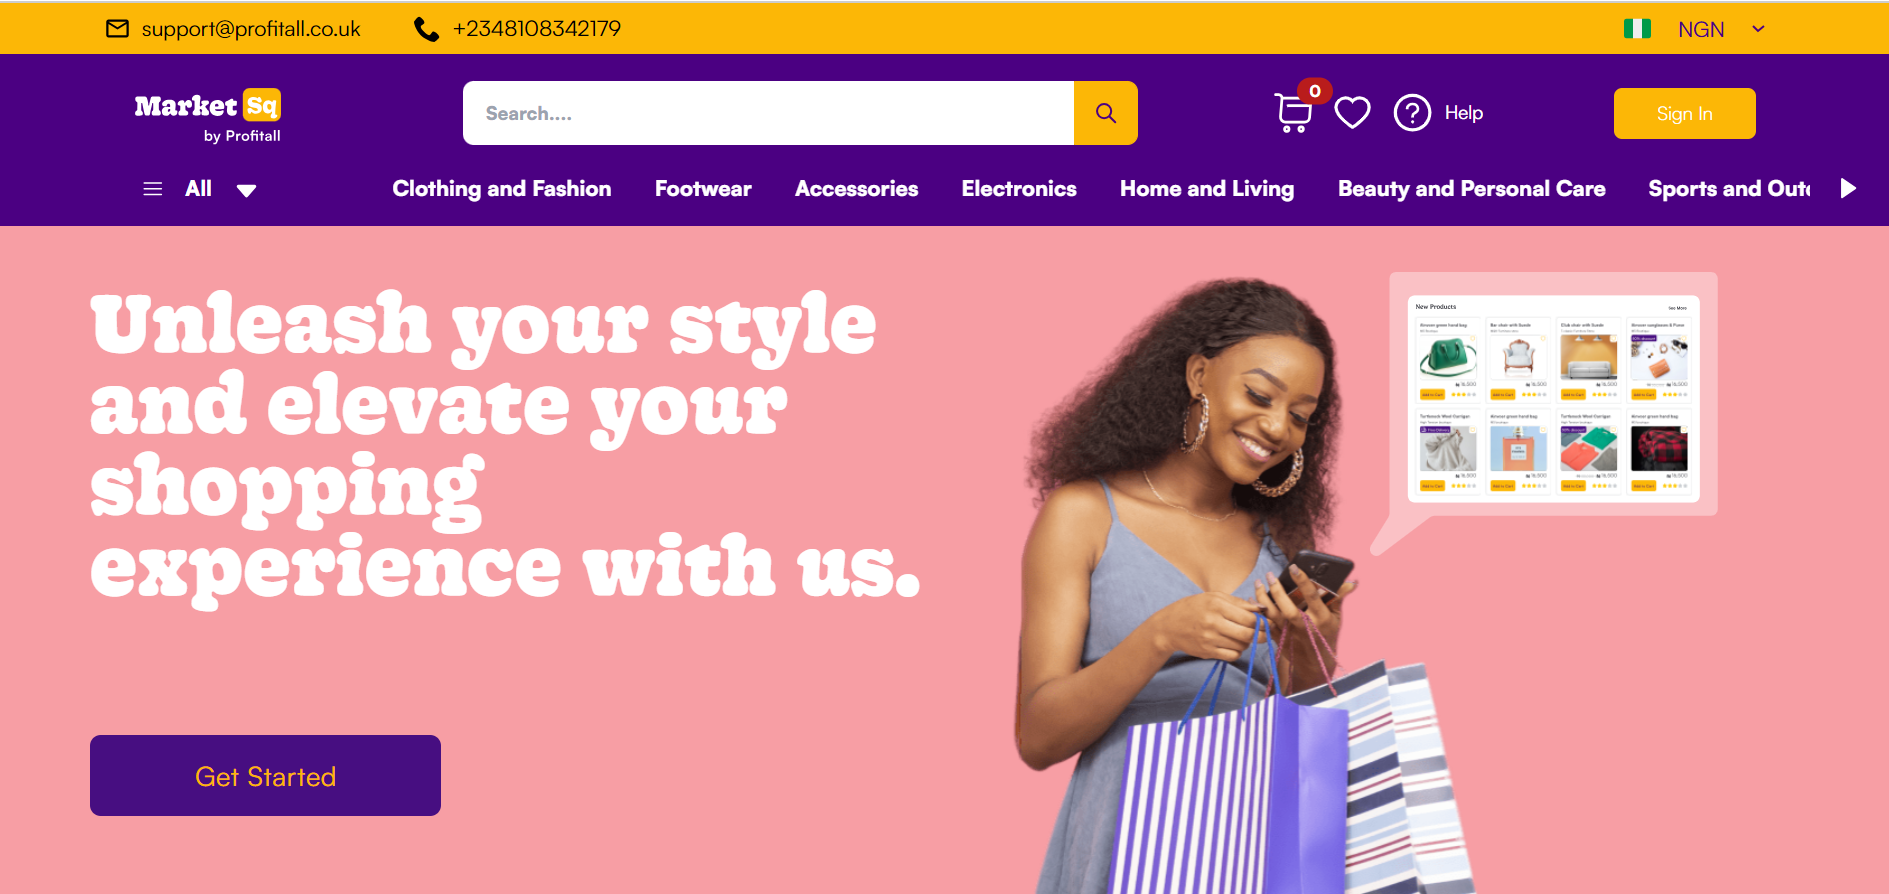 support@profitall.co.uk
+2348108342179
NGN
Market Sq
by Profitall
Search....
0
Help
Sign In
All
Clothing and Fashion
Footwear
Accessories
Electronics
Home and Living
Beauty and Personal Care
Sports and Out
Unleash your style
and elevate your
shopping
experience with us.
Get Started
New Products
See More